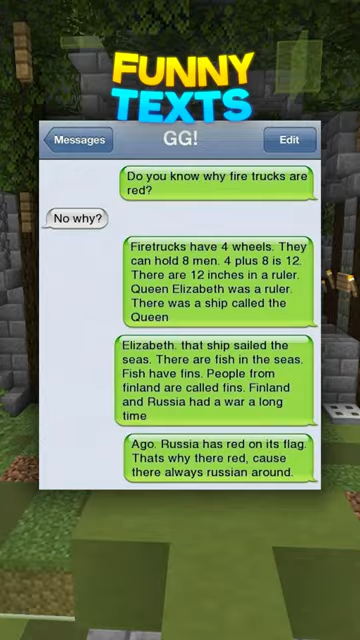 FUNNY
TEXTS
Messages
GG!
Edit
Do you know why fire trucks are
red?
No why?
Firetrucks have 4 wheels. They
can hold 8 men. 4 plus 8 is 12.
There are 12 inches in a ruler.
Queen Elizabeth was a ruler.
There was a ship called the
Queen
Elizabeth. that ship sailed the
seas. There are fish in the seas.
Fish have fins. People from
finland are called fins. Finland
and Russia had a war a long
time
Ago. Russia has red on its flag.
Thats why there red, cause
there always russian around.